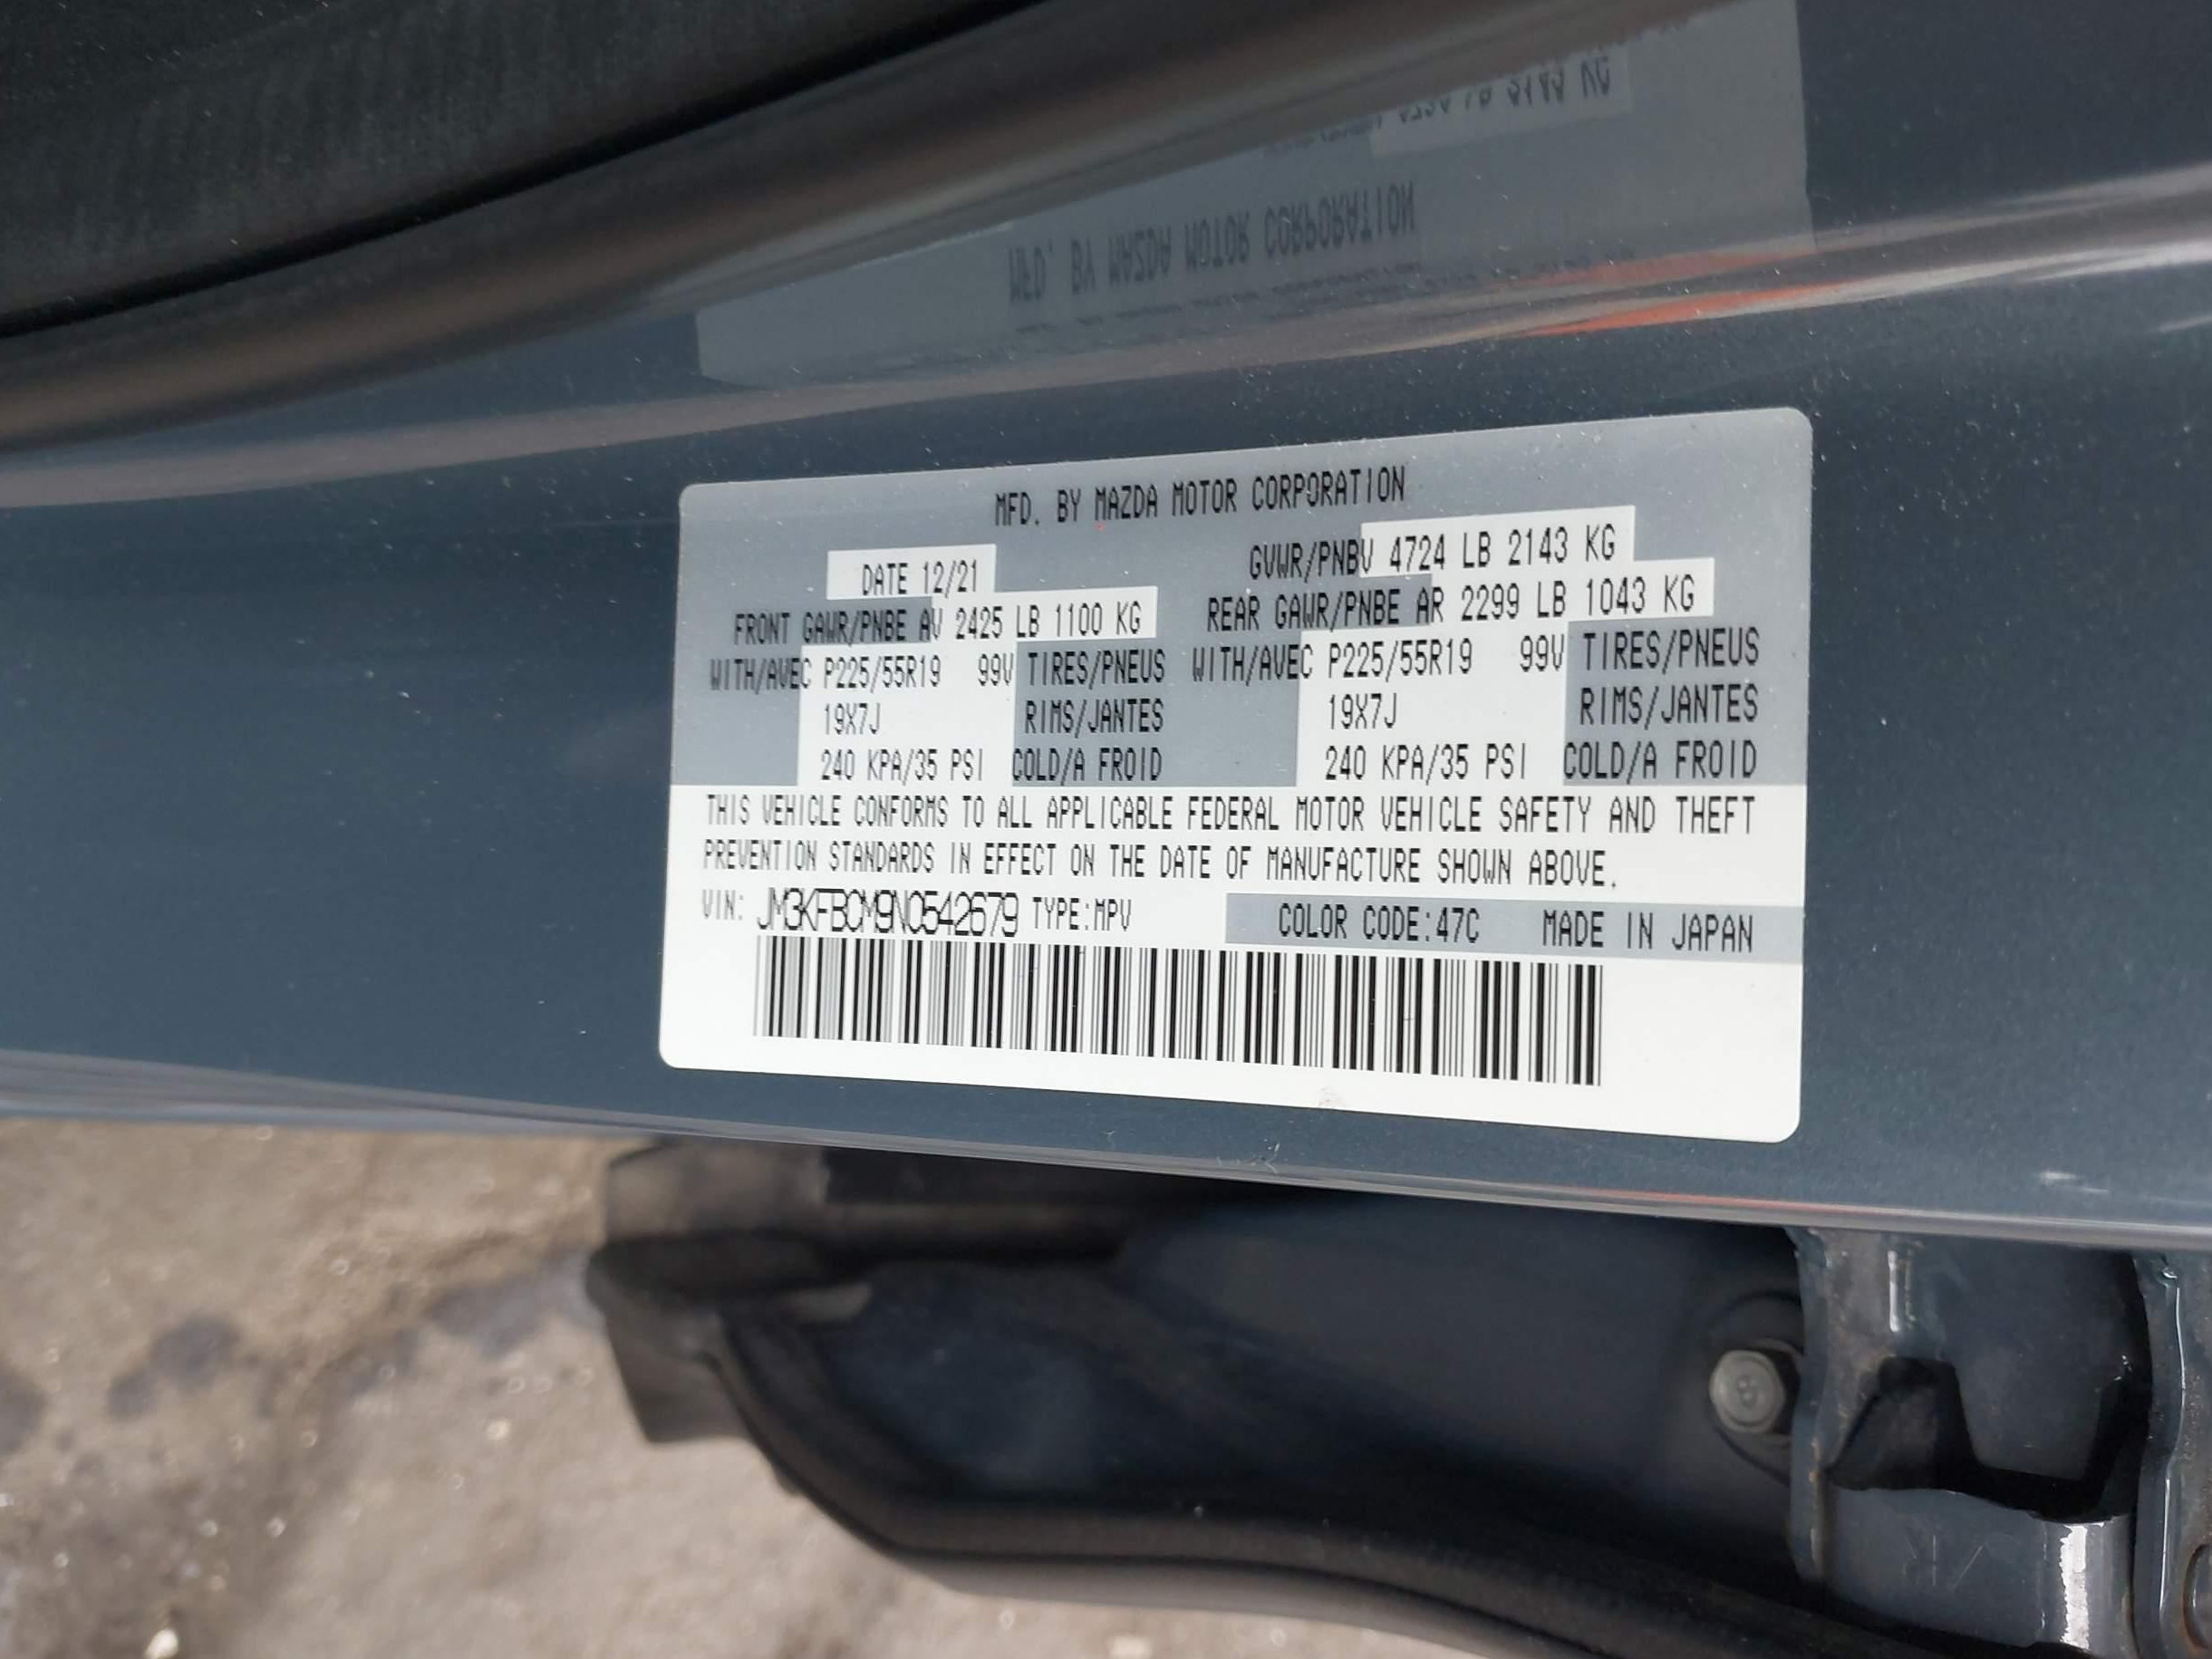 MFD. BY MAZDA MOTOR CORPORATION
DATE 12/21 GVWR/PNBV 4724 LB 2143 KG
FRONT GAWR/PNBE AV 2425 LB 1100 KG REAR GAWR/PNBE AR 2299 LB 1043 KG
WITH/AVEC P225/55R19 99V TIRES/PNEUS WITH/AVEC P225/55R19 99V TIRES/PNEUS
19X7J RIMS/JANTES 19X7J RIMS/JANTES
240 KPA/35 PSI COLD/A FROID 240 KPA/35 PSI COLD/A FROID
THIS VEHICLE CONFORMS TO ALL APPLICABLE FEDERAL MOTOR VEHICLE SAFETY AND THEFT
PREVENTION STANDARDS IN EFFECT ON THE DATE OF MANUFACTURE SHOWN ABOVE.
VIN: JM3KFBCM9N0542679 TYPE:MPV COLOR CODE:47C MADE IN JAPAN